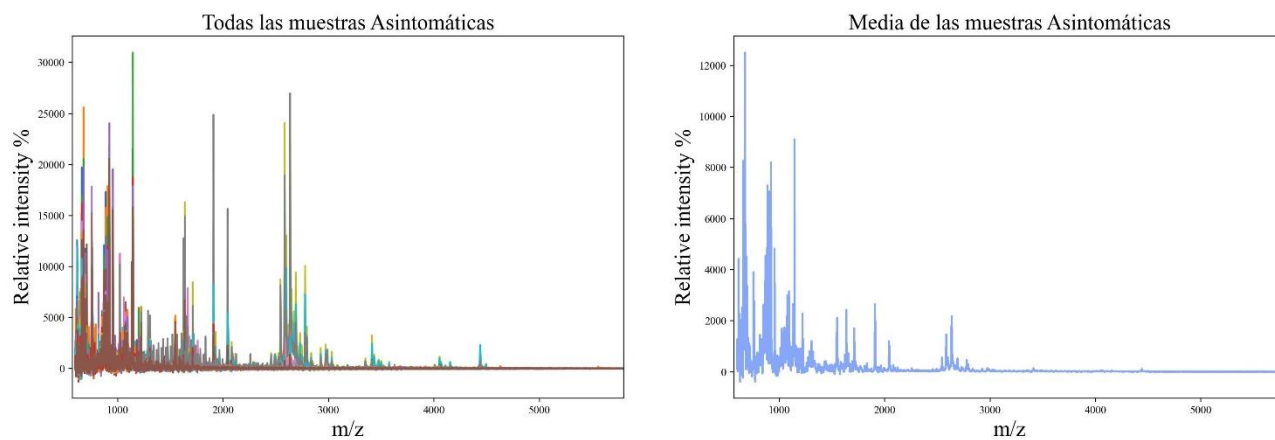 Todas las muestras Asintomáticas
Relative intensity %
30000
25000
20000
15000
10000
5000
0
1000 2000 3000 4000 5000
m/z
Media de las muestras Asintomáticas
Relative intensity %
12000
10000
8000
6000
4000
2000
0
1000 2000 3000 4000 5000
m/z